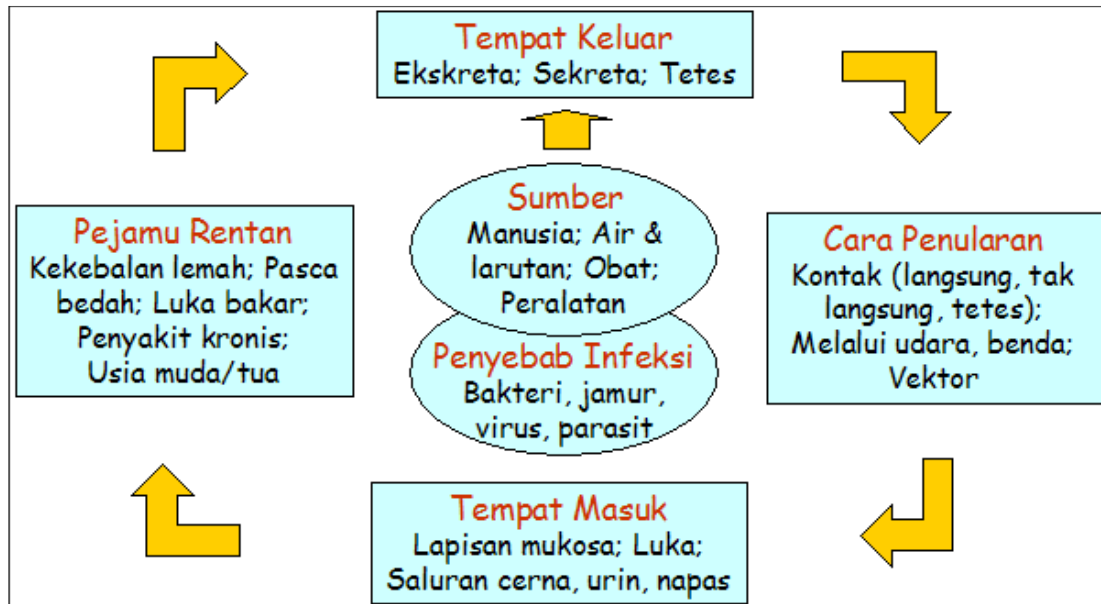 Tempat Keluar
Ekskreta; Sekreta; Tetes
Sumber
Manusia; Air &
larutan; Obat;
Peralatan
Penyebab Infeksi
Bakteri, jamur,
virus, parasit
Pejamu Rentan
Kekebalan lemah; Pasca
bedah; Luka bakar;
Penyakit kronis;
Usia muda/tua
Cara Penularan
Kontak (langsung, tak
langsung, tetes);
Melalui udara, benda;
Vektor
Tempat Masuk
Lapisan mukosa; Luka;
Saluran cerna, urin, napas